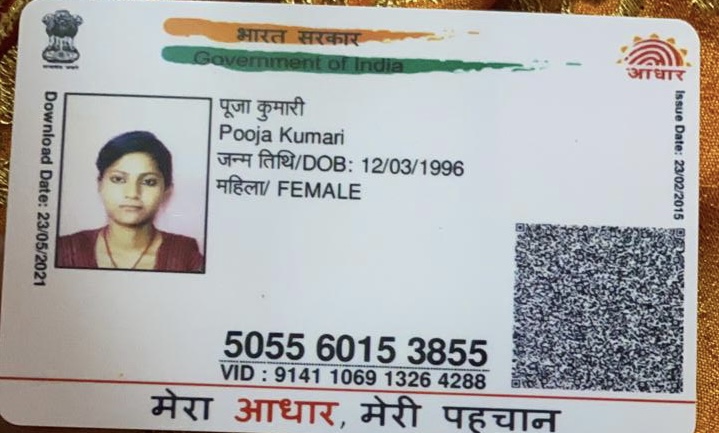 भारत सरकार
Government of India
आधार
Download Date: 23/05/2021
Issue Date: 23/02/2015
पूजा कुमारी
Pooja Kumari
जन्म तिथि/DOB: 12/03/1996
महिला/ FEMALE
5055 6015 3855
VID : 9141 1069 1326 4288
मेरा आधार, मेरी पहचान